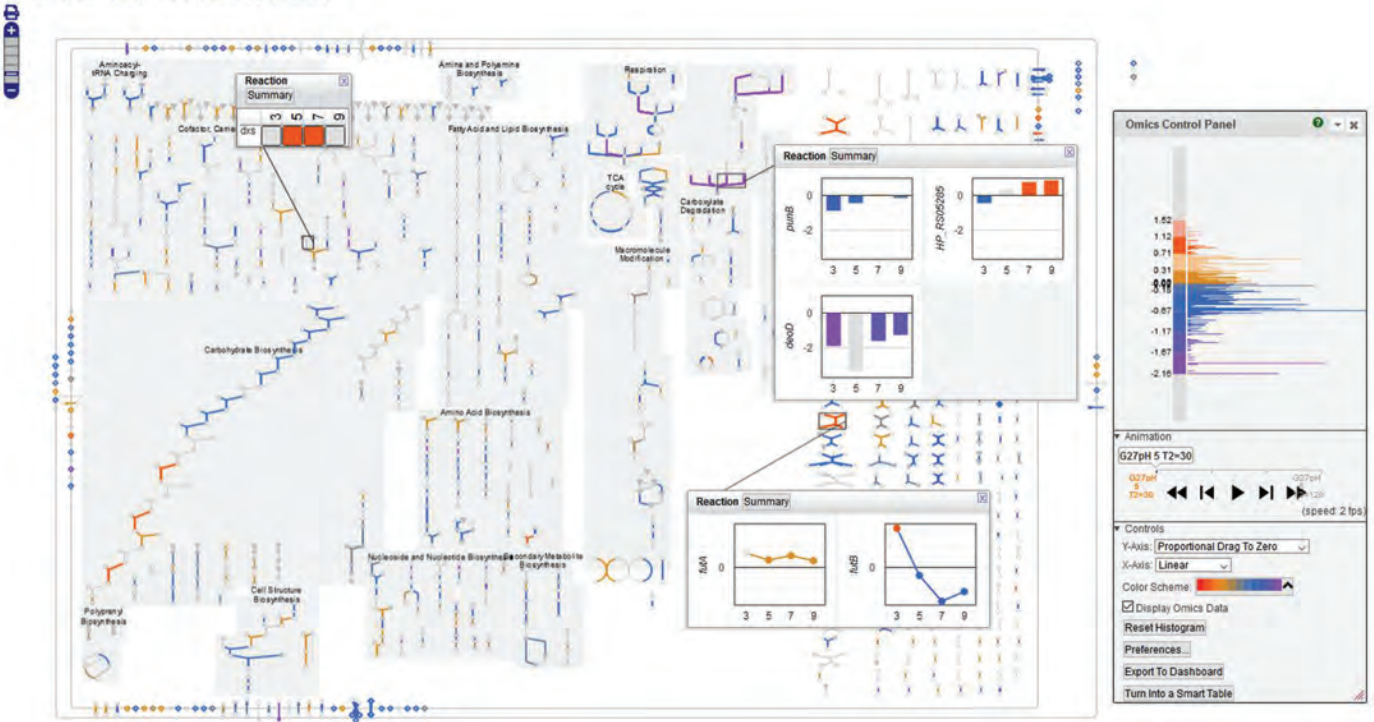 Aminoacyl-
tRNA Charging
Reaction
Summary
3 5 7 9
dxs
Cofactor, Carrie
Amine and Polyamine
Biosynthesis
Fatty Acid and Lipid Biosynthesis
Respiration
TCA
cycle
Carboxylate
Degradation
Macromolecule
Modification
Reaction Summary
punB
0
-2
3 5 7 9
HP_RS05285
0
-2
3 5 7 9
deoD
0
-2
3 5 7 9
Carbohydrate Biosynthesis
Amino Acid Biosynthesis
Reaction Summary
futA
0
3 5 7 9
futB
0
3 5 7 9
Nucleoside and Nucleotide Biosynthesis
Secondary Metabolite
Biosynthesis
Cell Structure
Biosynthesis
Polyprenyl
Biosynthesis
Omics Control Panel
1.52
1.12
0.71
0.31
-0.67
-1.17
-1.67
-2.16
Animation
G27pH 5 T2=30
G27pH
5
T2=30
G27pH
(speed: 2 fps)
Controls
Y-Axis: Proportional Drag To Zero
X-Axis: Linear
Color Scheme:
Display Omics Data
Reset Histogram
Preferences...
Export To Dashboard
Turn Into a Smart Table